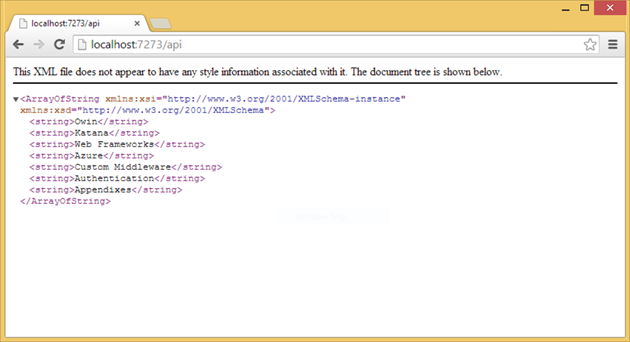 localhost:7273/api
localhost:7273/api
This XML file does not appear to have any style information associated with it. The document tree is shown below.
▼<ArrayOfString xmlns:xsi="http://www.w3.org/2001/XMLSchema-instance"
xmlns:xsd="http://www.w3.org/2001/XMLSchema">
<string>Owin</string>
<string>Katana</string>
<string>Web Frameworks</string>
<string>Azure</string>
<string>Custom Middleware</string>
<string>Authentication</string>
<string>Appendixes</string>
</ArrayOfString>